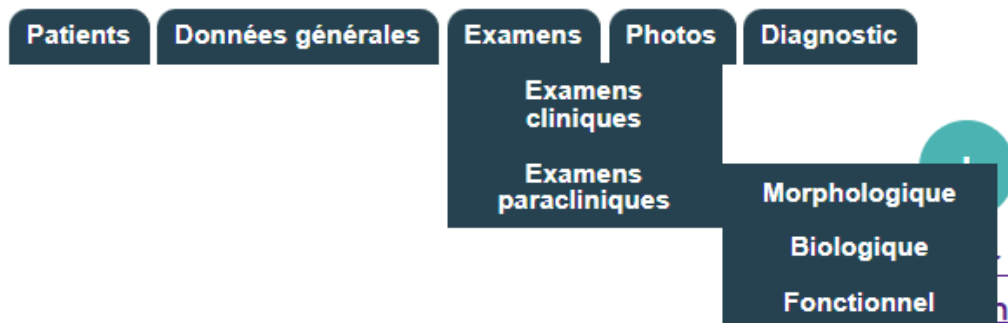 Patients
Données générales
Examens
Photos
Diagnostic
Examens
cliniques
Examens
paracliniques
Morphologique
Biologique
Fonctionnel